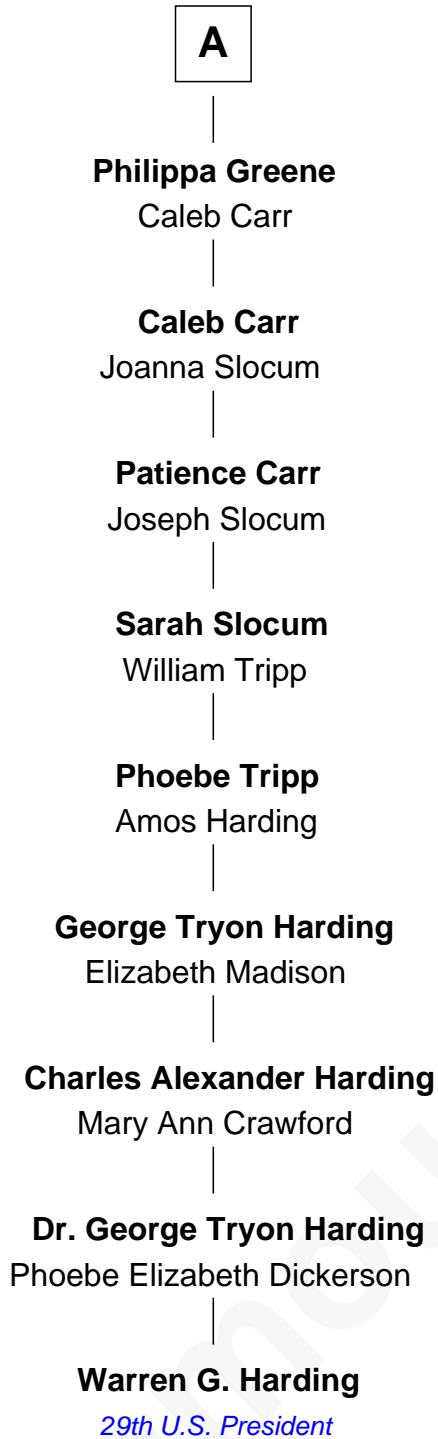 A
Philippa Greene
Caleb Carr
Caleb Carr
Joanna Slocum
Patience Carr
Joseph Slocum
Sarah Slocum
William Tripp
Phoebe Tripp
Amos Harding
George Tryon Harding
Elizabeth Madison
Charles Alexander Harding
Mary Ann Crawford
Dr. George Tryon Harding
Phoebe Elizabeth Dickerson
Warren G. Harding
29th U.S. President